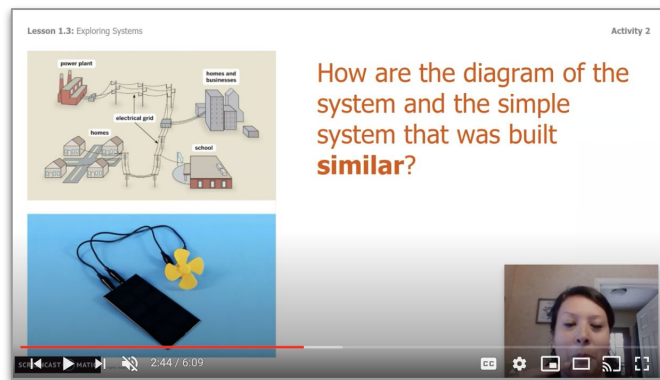 Lesson 1.3: Exploring Systems
Activity 2
power plant
homes and
businesses
electrical grid
homes
school
How are the diagram of the
system and the simple
system that was built
similar?
2:44 / 6:09
CC